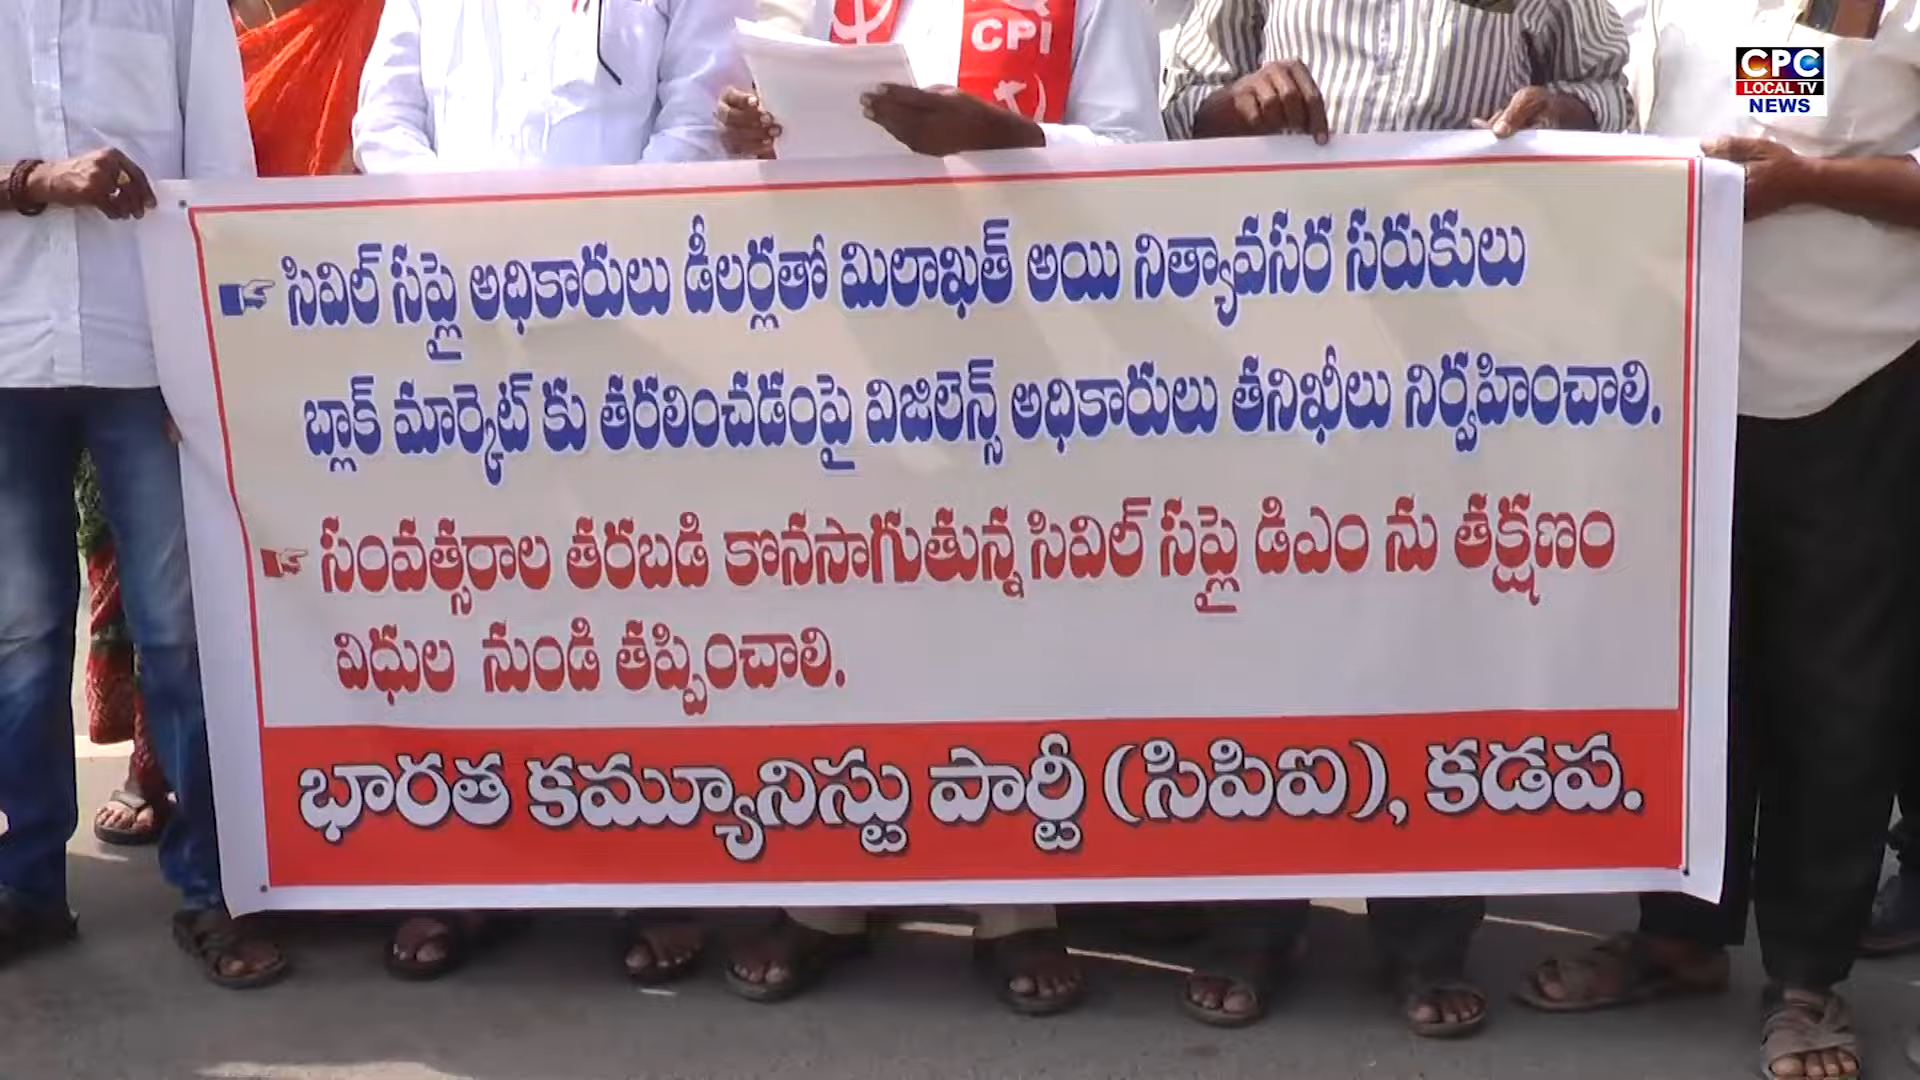 CPI
CPC
LOCAL TV
NEWS
సివిల్ సప్లై అధికారులు డీలర్లతో మిలాఖత్ అయి నిత్యావసర సరుకులు
బ్లాక్ మార్కెట్ కు తరలించడంపై విజిలెన్స్ అధికారులు తనిఖీలు నిర్వహించాలి.
సంవత్సరాల తరబడి కొనసాగుతున్న సివిల్ సప్లై డిఎం ను తక్షణం
విధుల నుండి తప్పించాలి.
భారత కమ్యూనిస్టు పార్టీ (సిపిఐ), కడప.